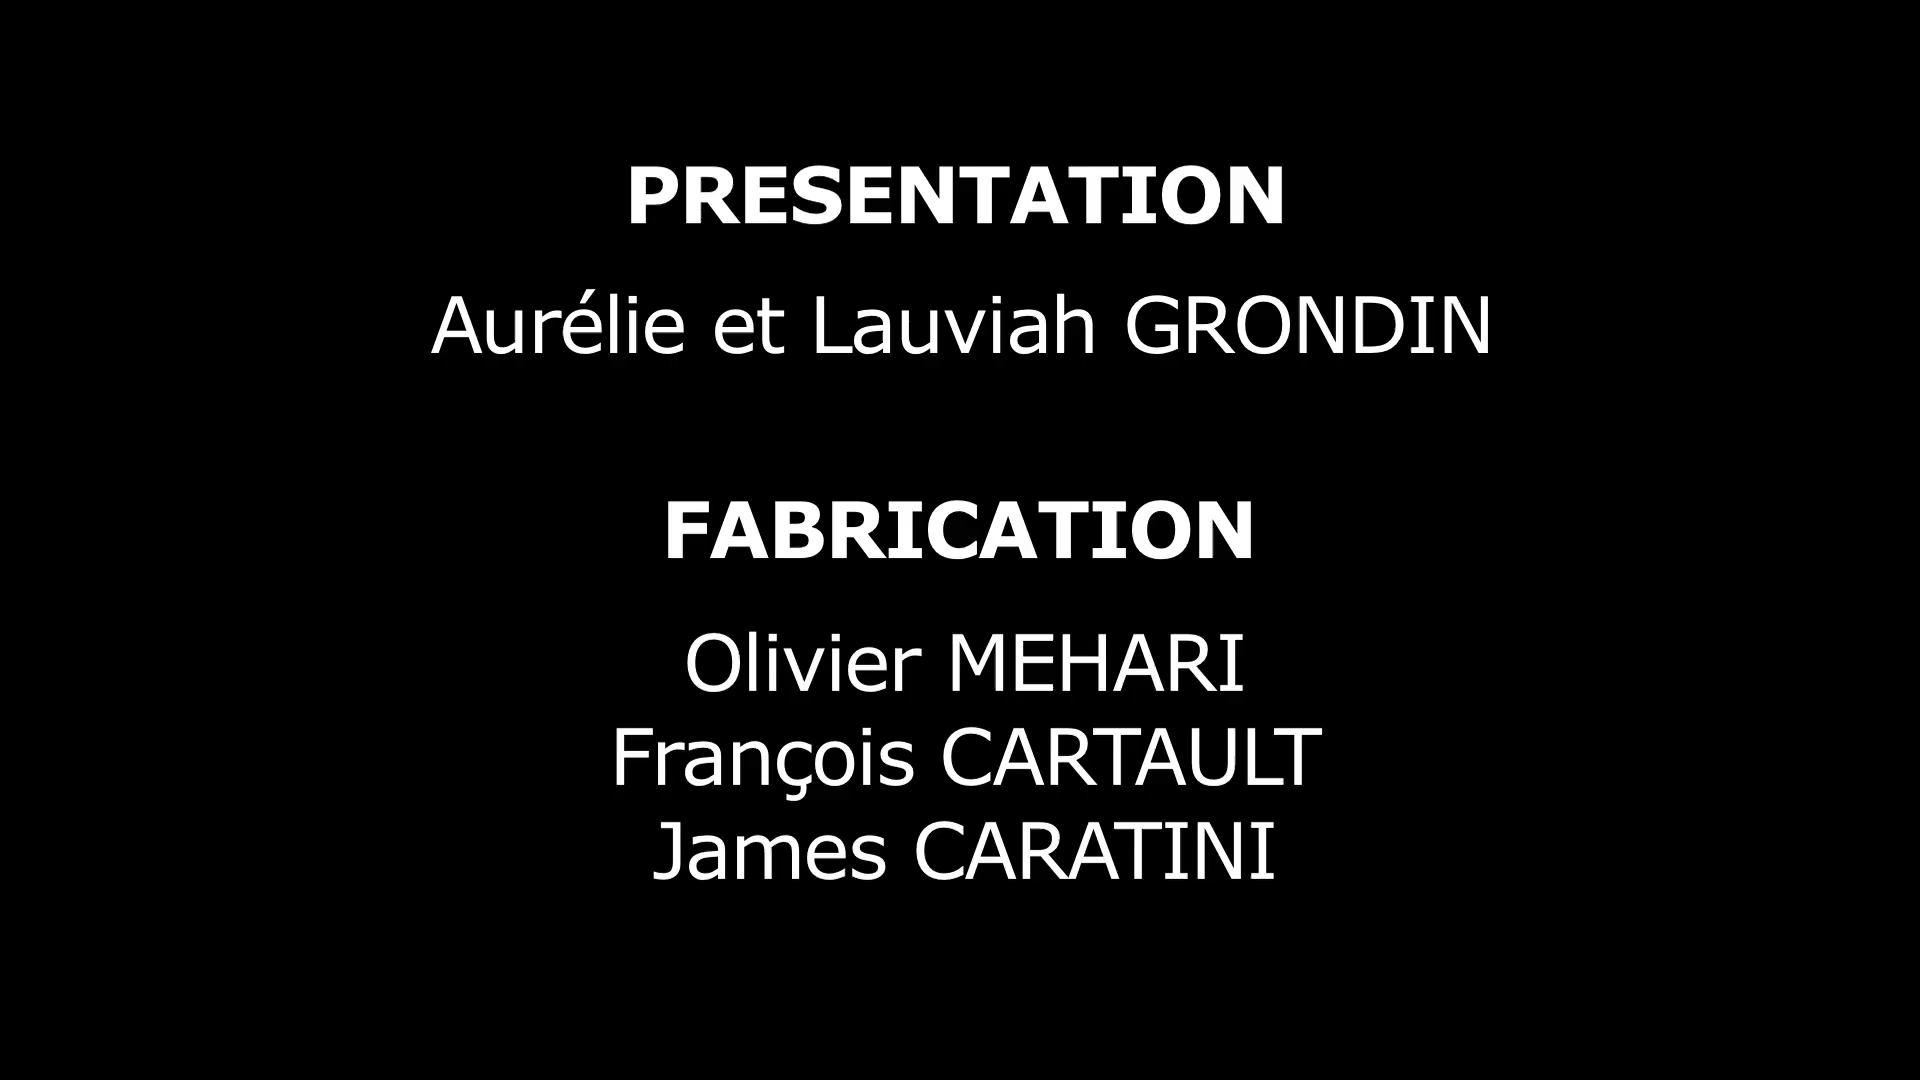 PRESENTATION
Aurélie et Lauviah GRONDIN
FABRICATION
Olivier MEHARI
François CARTAULT
James CARATINI